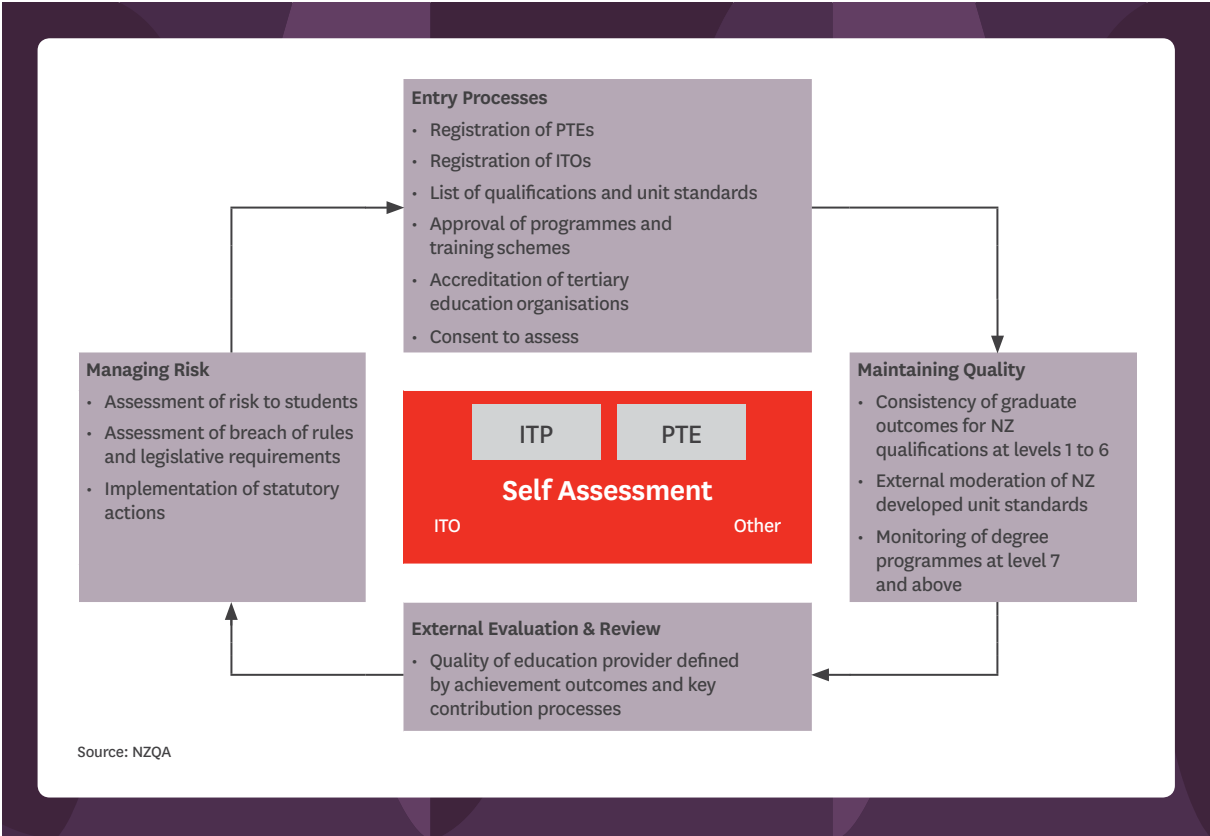 Entry Processes
• Registration of PTEs
• Registration of ITOs
• List of qualifications and unit standards
• Approval of programmes and
training schemes
• Accreditation of tertiary
education organisations
• Consent to assess
Managing Risk
• Assessment of risk to students
• Assessment of breach of rules
and legislative requirements
• Implementation of statutory
actions
ITP
PTE
Self Assessment
ITO
Other
Maintaining Quality
• Consistency of graduate
outcomes for NZ
qualifications at levels 1 to 6
• External moderation of NZ
developed unit standards
• Monitoring of degree
programmes at level 7
and above
External Evaluation & Review
• Quality of education provider defined
by achievement outcomes and key
contribution processes
Source: NZQA